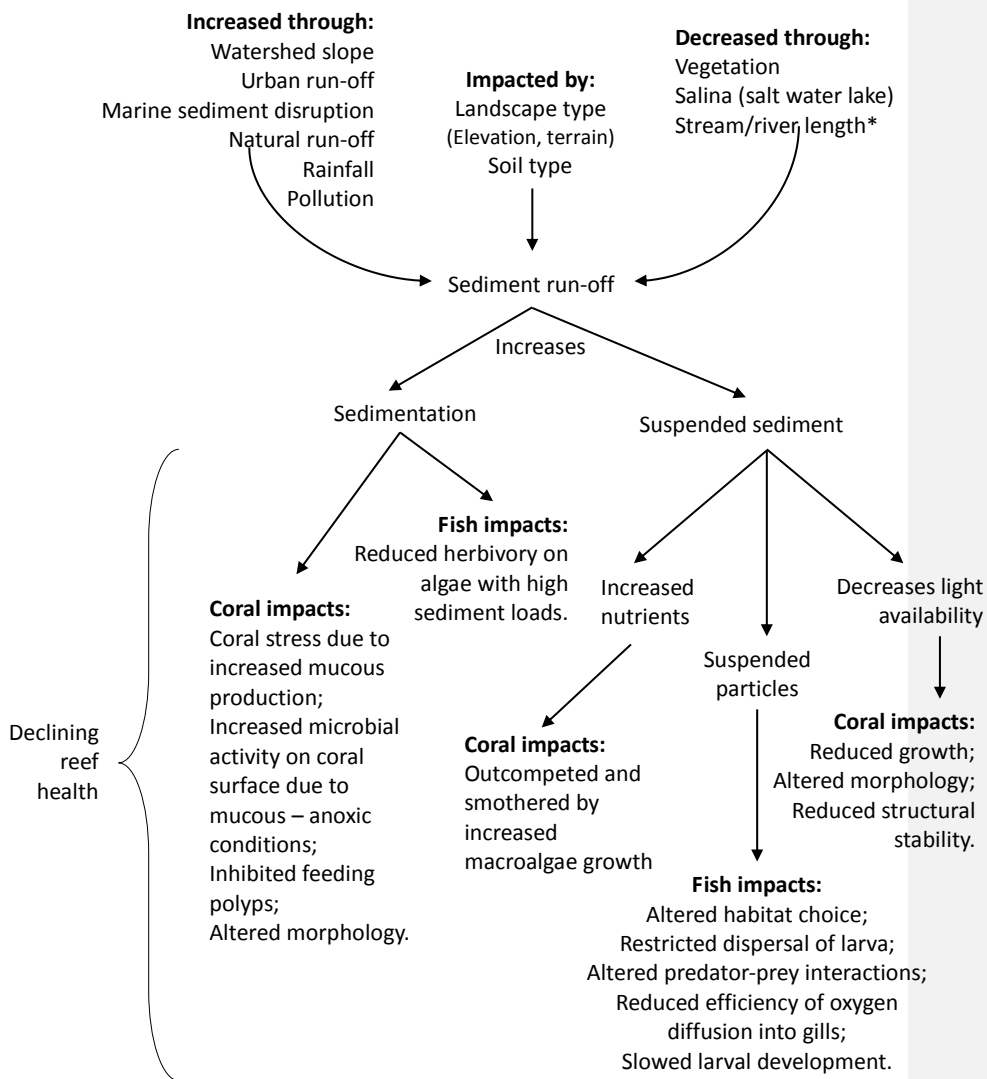 Increased through:
Watershed slope
Urban run-off
Marine sediment disruption
Natural run-off
Rainfall
Pollution
Impacted by:
Landscape type
(Elevation, terrain)
Soil type
Decreased through:
Vegetation
Salina (salt water lake)
Stream/river length*
Sediment run-off
Increases
Sedimentation
Suspended sediment
Declining
reef
health
Coral impacts:
Coral stress due to
increased mucous
production;
Increased microbial
activity on coral
surface due to
mucous – anoxic
conditions;
Inhibited feeding
polyps;
Altered morphology.
Fish impacts:
Reduced herbivory on
algae with high
sediment loads.
Increased
nutrients
Coral impacts:
Outcompeted and
smothered by
increased
macroalgae growth
Suspended
particles
Fish impacts:
Altered habitat choice;
Restricted dispersal of larva;
Altered predator-prey interactions;
Reduced efficiency of oxygen
diffusion into gills;
Slowed larval development.
Decreases light
availability
Coral impacts:
Reduced growth;
Altered morphology;
Reduced structural
stability.